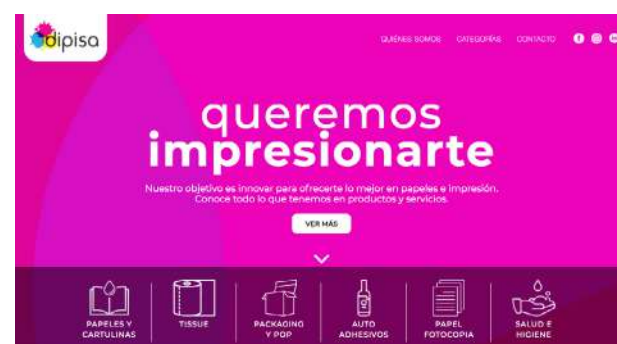 dipisa
QUIÉNES SOMOS CATEGORÍAS CONTACTO
queremos
impresionarte
Nuestro objetivo es innovar para ofrecerte lo mejor en papeles e impresión.
Conoce todo lo que tenemos en productos y servicios.
VER MÁS
PAPELES Y
CARTULINAS
TISSUE
PACKAGING
Y POP
AUTO
ADHESIVOS
PAPEL
FOTOCOPIA
SALUD E
HIGIENE